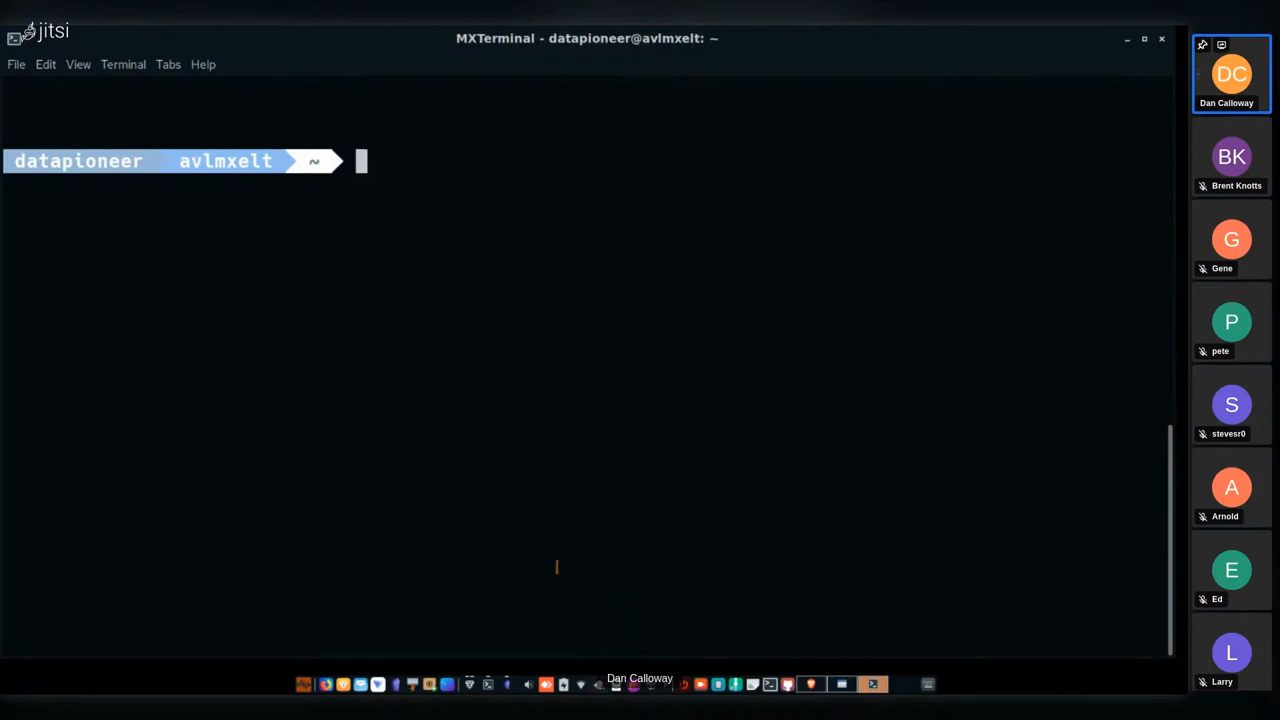 jitsi
MXTerminal - datapioneer@avlmxelt: ~
File Edit View Terminal Tabs Help
datapioneer avlmxelt ~
Dan Calloway
DC
Dan Calloway
BK
Brent Knotts
G
Gene
P
pete
S
stevesr0
A
Arnold
E
Ed
L
Larry